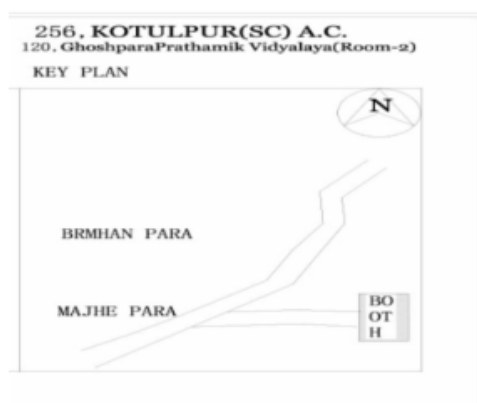 256, KOTULPUR(SC) A.C.
120, GhoshparaPrathamik Vidyalaya(Room-2)
KEY PLAN
N
BRMHAN PARA
MAJHE PARA
BO
OT
H